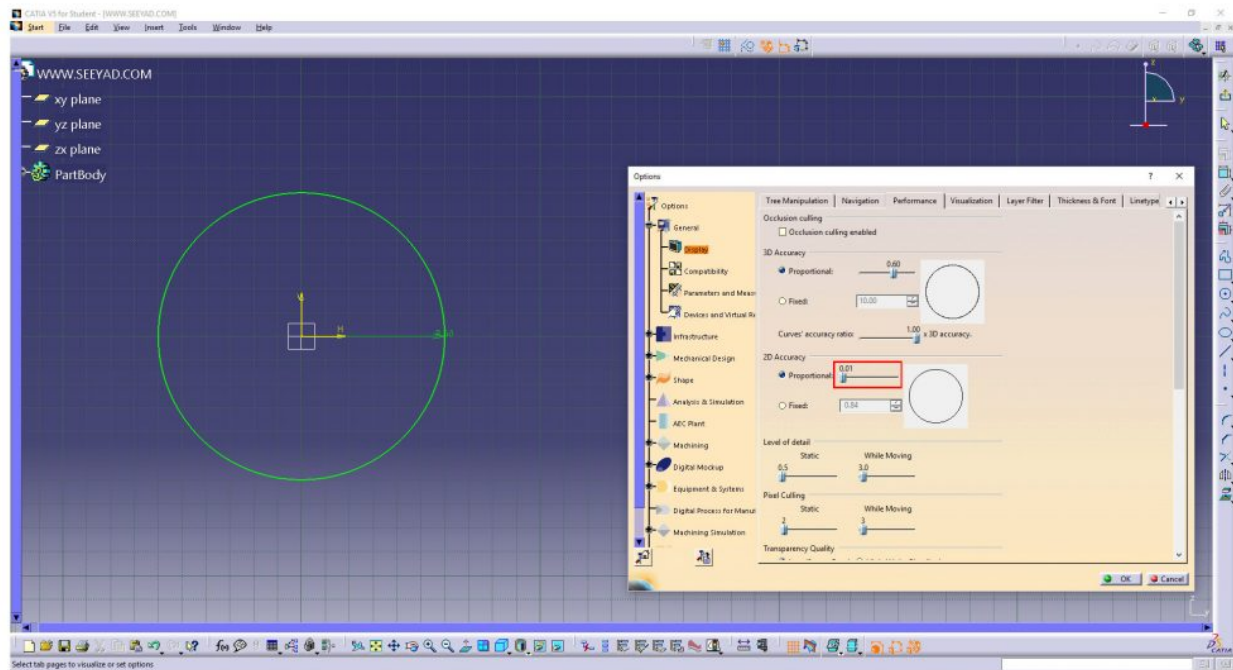 CATIA V5 for Student - [WWW.SEEYAD.COM]
Start File Edit View Insert Tools Window Help
WWW.SEEYAD.COM
xy plane
yz plane
zx plane
PartBody
z
y
x
V
H
Options
Options
General
Display
Compatibility
Parameters and Measur
Devices and Virtual Re
Infrastructure
Mechanical Design
Shape
Analysis & Simulation
AEC Plant
Machining
Digital Mockup
Equipment & Systems
Digital Process for Manuf
Machining Simulation
Tree Manipulation Navigation Performance Visualization Layer Filter Thickness & Font Linetype
Occlusion culling
Occlusion culling enabled
3D Accuracy
Proportional: 0.60
Fixed: 10.00
Curves' accuracy ratio: 1.00 x 3D accuracy.
2D Accuracy
Proportional: 0.01
Fixed: 0.84
Level of detail
Static While Moving
0.5 3.0
Pixel Culling
Static While Moving
2 3
Transparency Quality
OK Cancel
CATIA
Select tab pages to visualize or set options